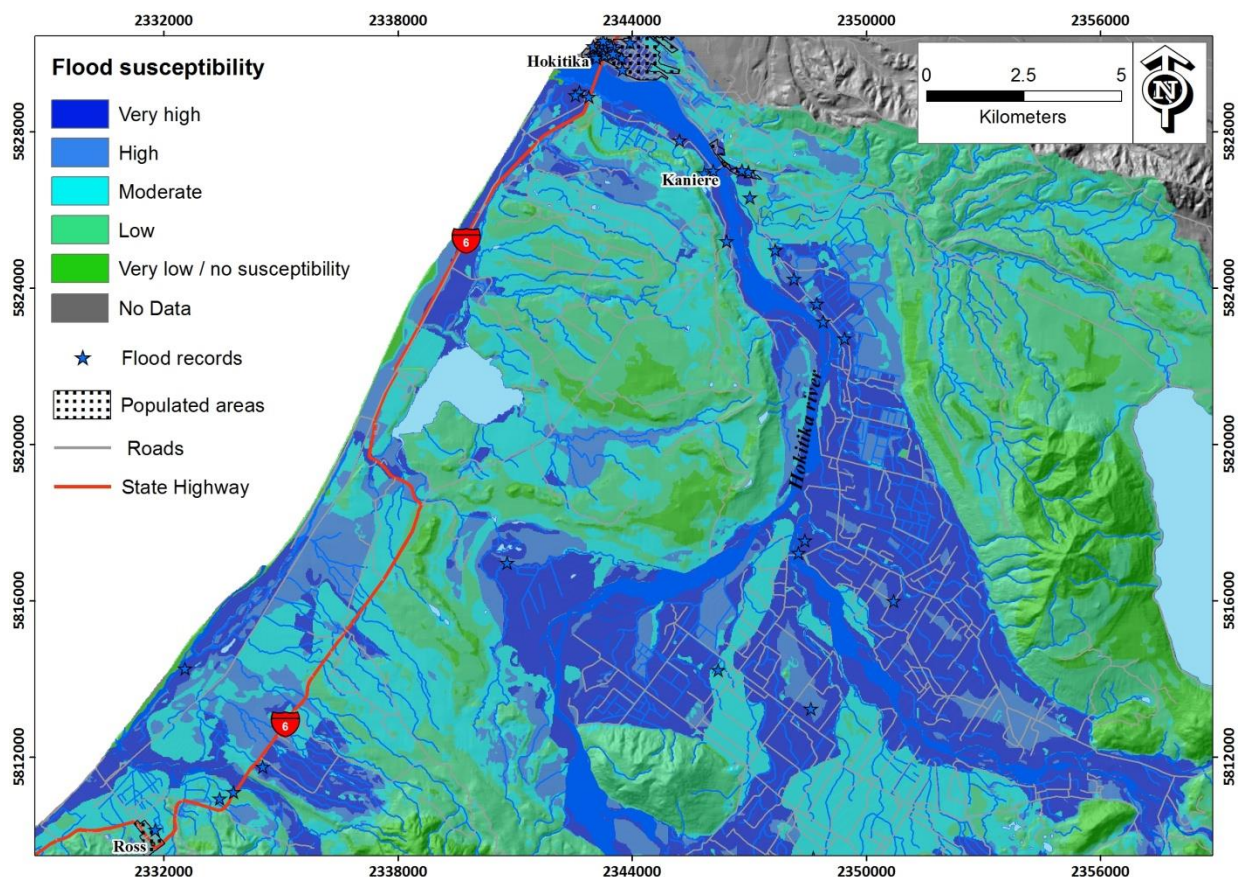 2332000 2338000 2344000 2350000 2356000
Flood susceptibility
Very high
High
Moderate
Low
Very low / no susceptibility
No Data
Flood records
Populated areas
Roads
State Highway
Hokitika
0 2.5 5
Kilometers
N
Kaniere
6
Hokitika river
6
Ross
5828000
5824000
5820000
5816000
5812000
5828000
5824000
5820000
5816000
5812000
2332000 2338000 2344000 2350000 2356000